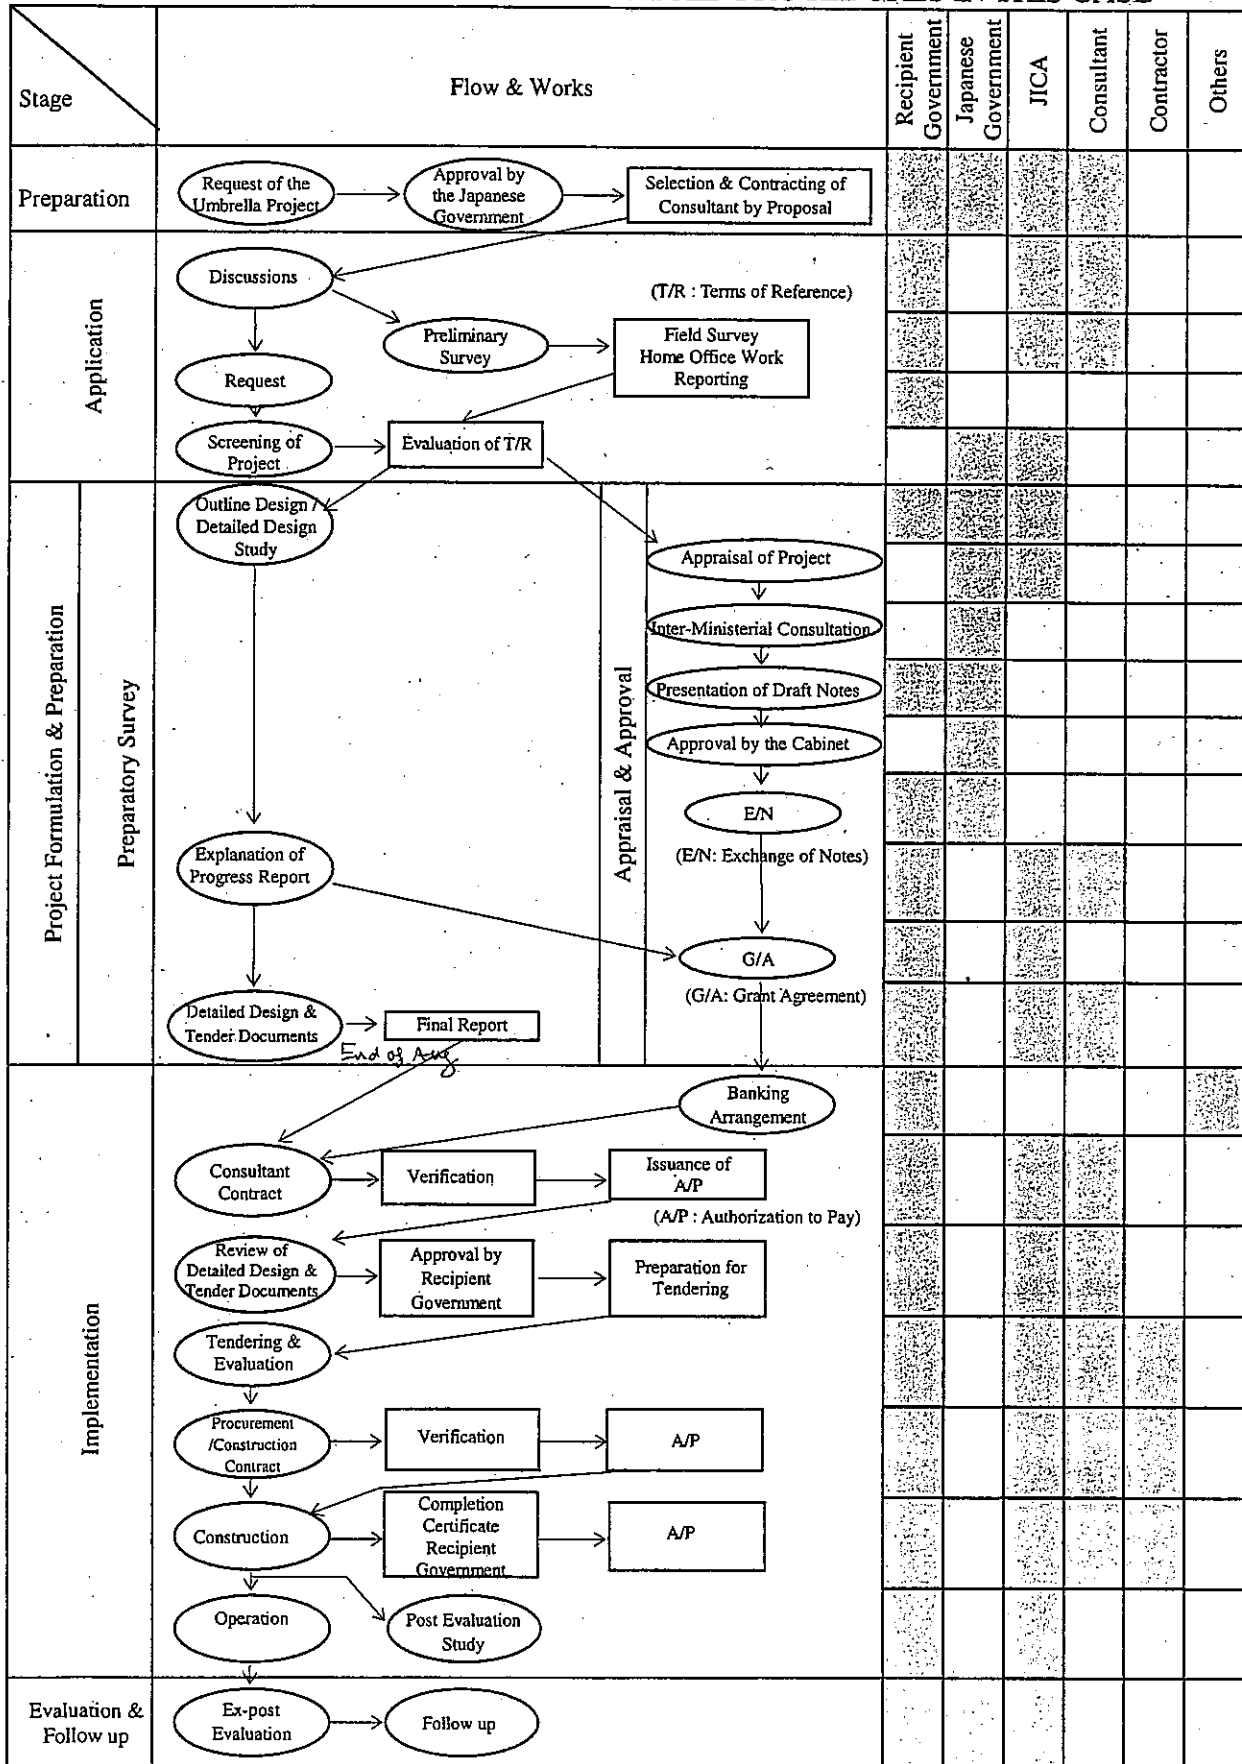 Stage
Flow & Works
Recipient
Government
Japanese
Government
JICA
Consultant
Contractor
Others
Preparation
Request of the
Umbrella Project
Approval by
the Japanese
Government
Selection & Contracting of
Consultant by Proposal
Application
Discussions
(T/R : Terms of Reference)
Preliminary
Survey
Field Survey
Home Office Work
Reporting
Request
Screening of
Project
Evaluation of T/R
Project Formulation & Preparation
Preparatory Survey
Outline Design /
Detailed Design
Study
Appraisal & Approval
Appraisal of Project
Inter-Ministerial Consultation
Presentation of Draft Notes
Approval by the Cabinet
E/N
(E/N: Exchange of Notes)
Explanation of
Progress Report
G/A
(G/A: Grant Agreement)
Detailed Design &
Tender Documents
Final Report
End of Aug
Implementation
Banking
Arrangement
Consultant
Contract
Verification
Issuance of
A/P
(A/P : Authorization to Pay)
Review of
Detailed Design &
Tender Documents
Approval by
Recipient
Government
Preparation for
Tendering
Tendering &
Evaluation
Procurement
/Construction
Contract
Verification
A/P
Construction
Completion
Certificate
Recipient
Government
A/P
Operation
Post Evaluation
Study
Evaluation &
Follow up
Ex-post
Evaluation
Follow up